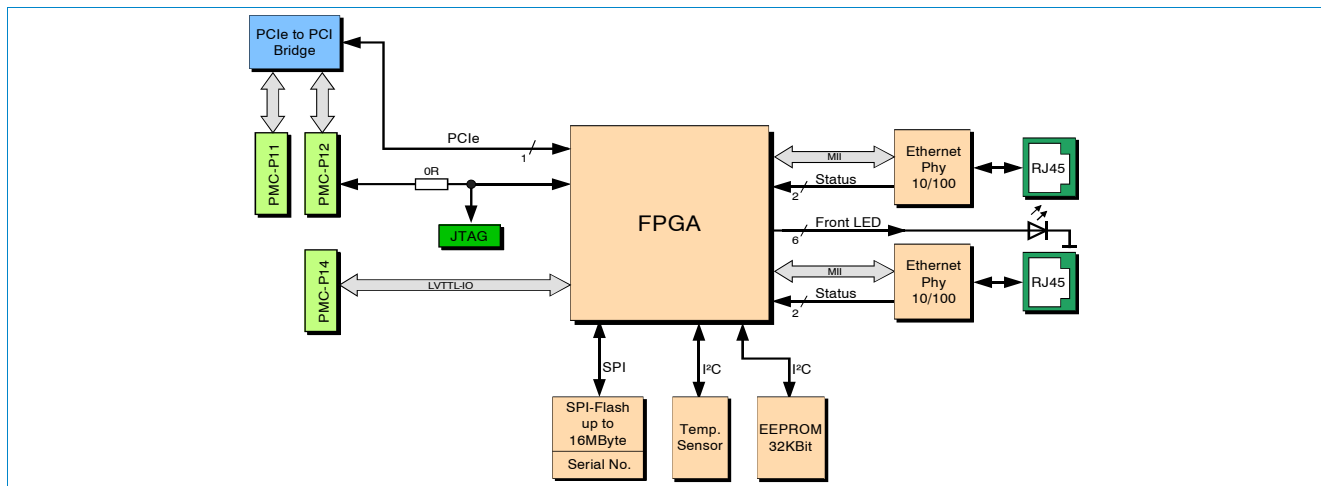 PCIe to PCI
Bridge
PMC-P11
PMC-P12
PCIe
1
0R
JTAG
PMC-P14
LVTTL-IO
FPGA
MII
Status
2
Ethernet
Phy
10/100
RJ45
Front LED
6
MII
Status
2
Ethernet
Phy
10/100
RJ45
SPI
I²C
I²C
SPI-Flash
up to
16MByte
Serial No.
Temp.
Sensor
EEPROM
32KBit